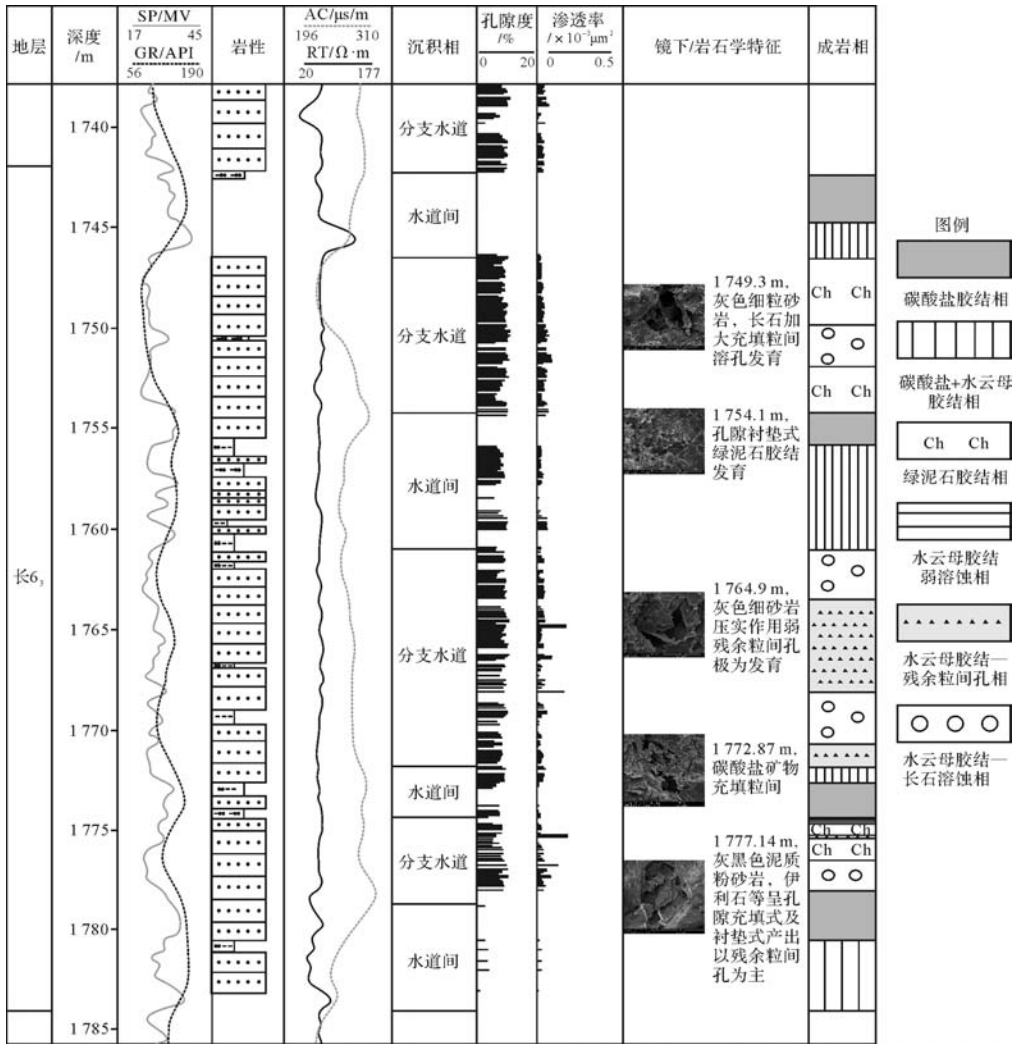 地层
深度
/m
SP/MV
17 45
GR/API
56 190
岩性
AC/μs/m
196 310
RT/Ω·m
20 177
沉积相
孔隙度
/%
0 20
渗透率
/×10⁻³μm²
0 0.5
镜下/岩石学特征
成岩相
长6₃
1 740
1 745
1 750
1 755
1 760
1 765
1 770
1 775
1 780
1 785
分支水道
水道间
分支水道
水道间
分支水道
水道间
分支水道
水道间
1 749.3 m,
灰色细粒砂
岩，长石加
大充填粒间
溶孔发育
1 754.1 m,
孔隙衬垫式
绿泥石胶结
发育
1 764.9 m,
灰色细砂岩
压实作用弱
残余粒间孔
极为发育
1 772.87 m,
碳酸盐矿物
充填粒间
1 777.14 m,
灰黑色泥质
粉砂岩，伊
利石等呈孔
隙充填式及
衬垫式产出
以残余粒间
孔为主
Ch Ch
Ch Ch
Ch Ch
Ch Ch
图例
碳酸盐胶结相
碳酸盐+水云母
胶结相
Ch Ch
绿泥石胶结相
水云母胶结
弱溶蚀相
水云母胶结—
残余粒间孔相
水云母胶结—
长石溶蚀相